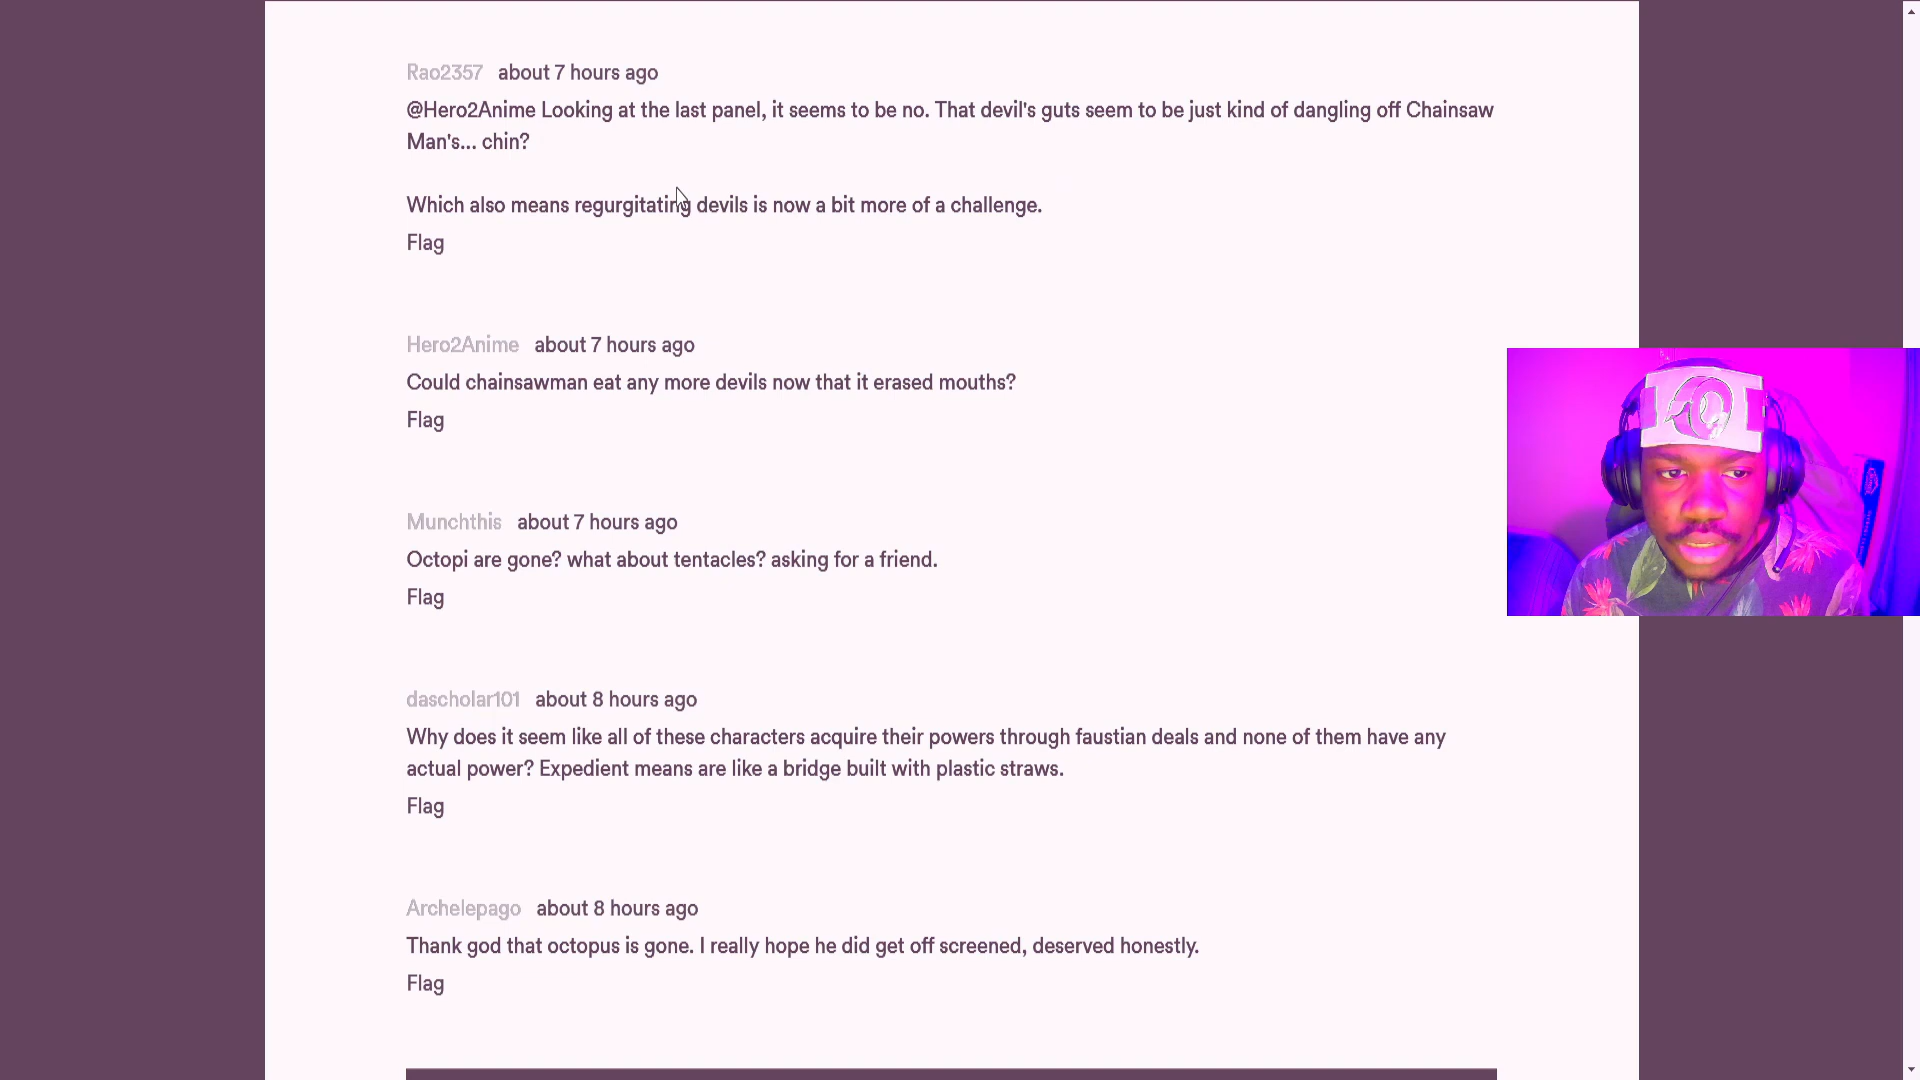 Rao2357 about 7 hours ago
@Hero2Anime Looking at the last panel, it seems to be no. That devil's guts seem to be just kind of dangling off Chainsaw
Man's... chin?
Which also means regurgitating devils is now a bit more of a challenge.
Flag
Hero2Anime about 7 hours ago
Could chainsawman eat any more devils now that it erased mouths?
Flag
Munchthis about 7 hours ago
Octopi are gone? what about tentacles? asking for a friend.
Flag
dascholar101 about 8 hours ago
Why does it seem like all of these characters acquire their powers through faustian deals and none of them have any
actual power? Expedient means are like a bridge built with plastic straws.
Flag
Archelepago about 8 hours ago
Thank god that octopus is gone. I really hope he did get off screened, deserved honestly.
Flag